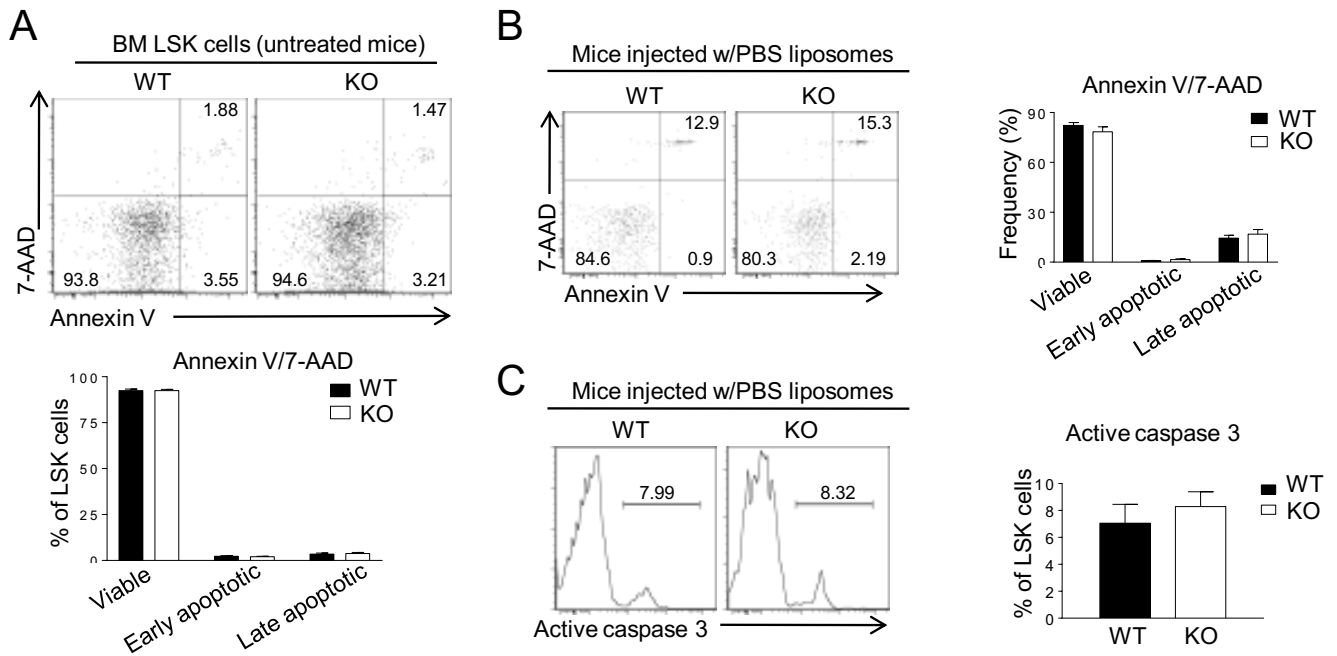 A
BM LSK cells (untreated mice)
WT KO
1.88 1.47
93.8 3.55 94.6 3.21
7-AAD
Annexin V
Annexin V/7-AAD
WT
KO
% of LSK cells
100
75
50
25
0
Viable
Early apoptotic
Late apoptotic
B
Mice injected w/PBS liposomes
WT KO
12.9 15.3
84.6 0.9 80.3 2.19
7-AAD
Annexin V
Annexin V/7-AAD
WT
KO
Frequency (%)
90
60
30
0
Viable
Early apoptotic
Late apoptotic
C
Mice injected w/PBS liposomes
WT KO
7.99 8.32
Active caspase 3
Active caspase 3
WT
KO
% of LSK cells
10
8
6
4
2
0
WT KO